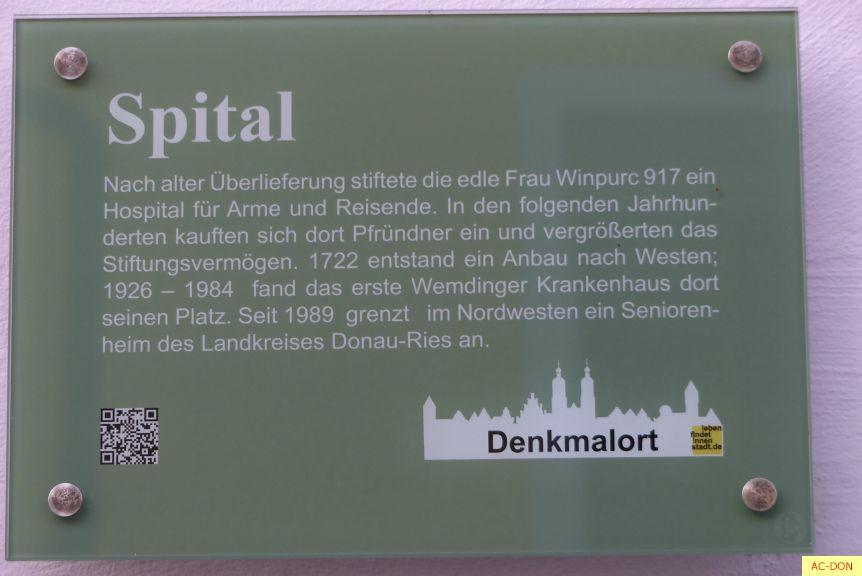 Spital
Nach alter Überlieferung stiftete die edle Frau Winpurc 917 ein
Hospital für Arme und Reisende. In den folgenden Jahrhun-
derten kauften sich dort Pfründner ein und vergrößerten das
Stiftungsvermögen. 1722 entstand ein Anbau nach Westen;
1926 – 1984 fand das erste Wemdinger Krankenhaus dort
seinen Platz. Seit 1989 grenzt im Nordwesten ein Senioren-
heim des Landkreises Donau-Ries an.
Denkmalort
leben
findet
innen
stadt.de
AC-DON